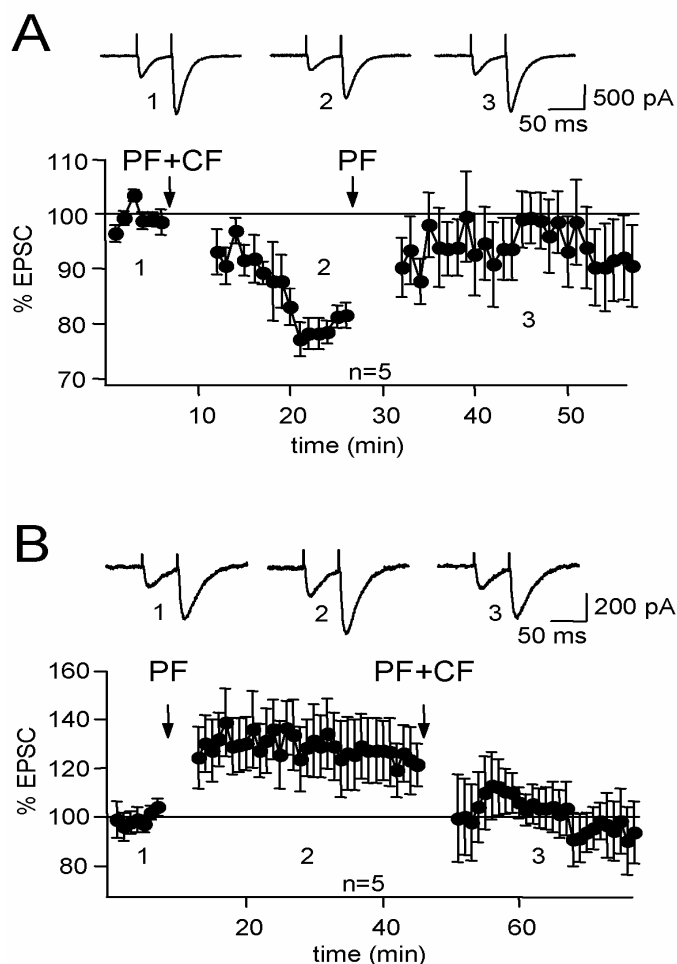 A
1 2 3 500 pA
50 ms
110
PF+CF PF
100
90
80
70
% EPSC
1 2 3
n=5
10 20 30 40 50
time (min)
B
1 2 3 200 pA
50 ms
160
PF PF+CF
140
120
100
80
% EPSC
1 2 3
n=5
20 40 60
time (min)